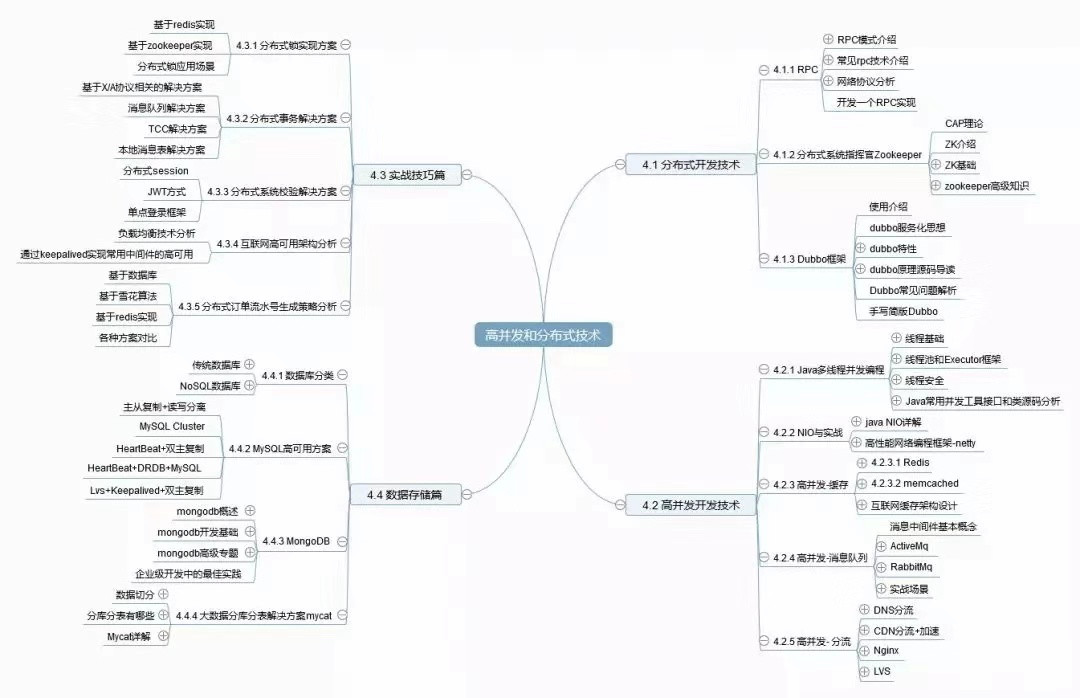 高并发和分布式技术
4.1 分布式开发技术
4.1.1 RPC
RPC模式介绍
常见rpc技术介绍
网络协议分析
开发一个RPC实现
4.1.2 分布式系统指挥官Zookeeper
CAP理论
ZK介绍
ZK基础
zookeeper高级知识
4.1.3 Dubbo框架
使用介绍
dubbo服务化思想
dubbo特性
dubbo原理源码导读
Dubbo常见问题解析
手写简版Dubbo
4.2 高并发开发技术
4.2.1 Java多线程并发编程
线程基础
线程池和Executor框架
线程安全
Java常用并发工具接口和类源码分析
4.2.2 NIO与实战
java NIO详解
高性能网络编程框架-netty
4.2.3 高并发-缓存
4.2.3.1 Redis
4.2.3.2 memcached
互联网缓存架构设计
4.2.4 高并发-消息队列
消息中间件基本概念
ActiveMq
RabbitMq
实战场景
4.2.5 高并发- 分流
DNS分流
CDN分流+加速
Nginx
LVS
4.3 实战技巧篇
4.3.1 分布式锁实现方案
基于redis实现
基于zookeeper实现
分布式锁应用场景
4.3.2 分布式事务解决方案
基于X/A协议相关的解决方案
消息队列解决方案
TCC解决方案
本地消息表解决方案
4.3.3 分布式系统校验解决方案
分布式session
JWT方式
单点登录框架
4.3.4 互联网高可用架构分析
负载均衡技术分析
通过keepalived实现常用中间件的高可用
4.3.5 分布式订单流水号生成策略分析
基于数据库
基于雪花算法
基于redis实现
各种方案对比
4.4 数据存储篇
4.4.1 数据库分类
传统数据库
NoSQL数据库
4.4.2 MySQL高可用方案
主从复制+读写分离
MySQL Cluster
HeartBeat+双主复制
HeartBeat+DRDB+MySQL
Lvs+Keepalived+双主复制
4.4.3 MongoDB
mongodb概述
mongodb开发基础
mongodb高级专题
企业级开发中的最佳实践
4.4.4 大数据分库分表解决方案mycat
数据切分
分库分表有哪些
Mycat详解